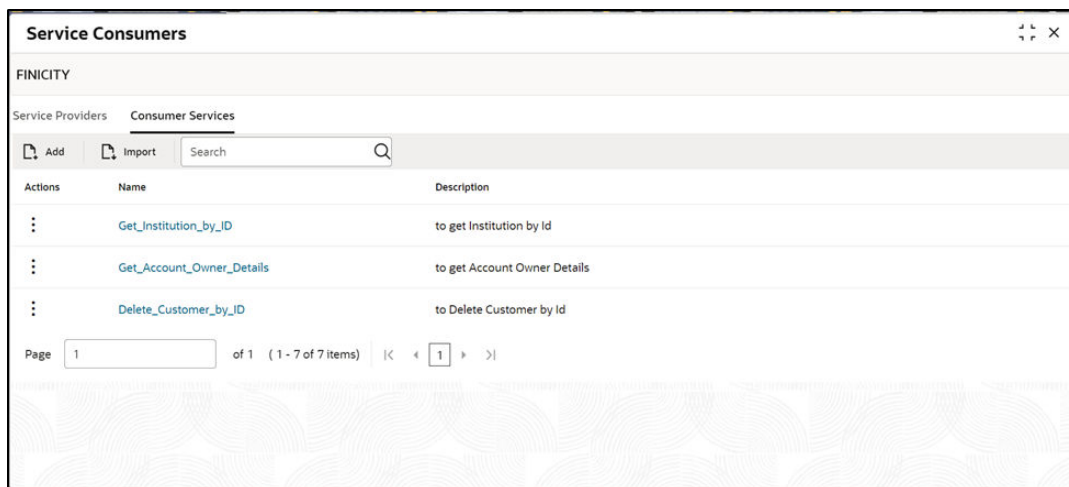 Service Consumers
FINICITY
Service Providers Consumer Services
Add Import Search
Actions Name Description
Get_Institution_by_ID to get Institution by Id
Get_Account_Owner_Details to get Account Owner Details
Delete_Customer_by_ID to Delete Customer by Id
Page 1 of 1 ( 1 - 7 of 7 items) 1